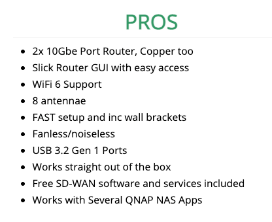 PROS
• 2x 10Gbe Port Router, Copper too
• Slick Router GUI with easy access
• WiFi 6 Support
• 8 antennae
• FAST setup and inc wall brackets
• Fanless/noiseless
• USB 3.2 Gen 1 Ports
• Works straight out of the box
• Free SD-WAN software and services included
• Works with Several QNAP NAS Apps